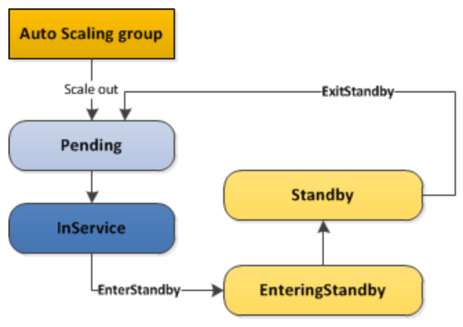 Auto Scaling group
Scale out
ExitStandby
Pending
Standby
InService
EnterStandby
EnteringStandby